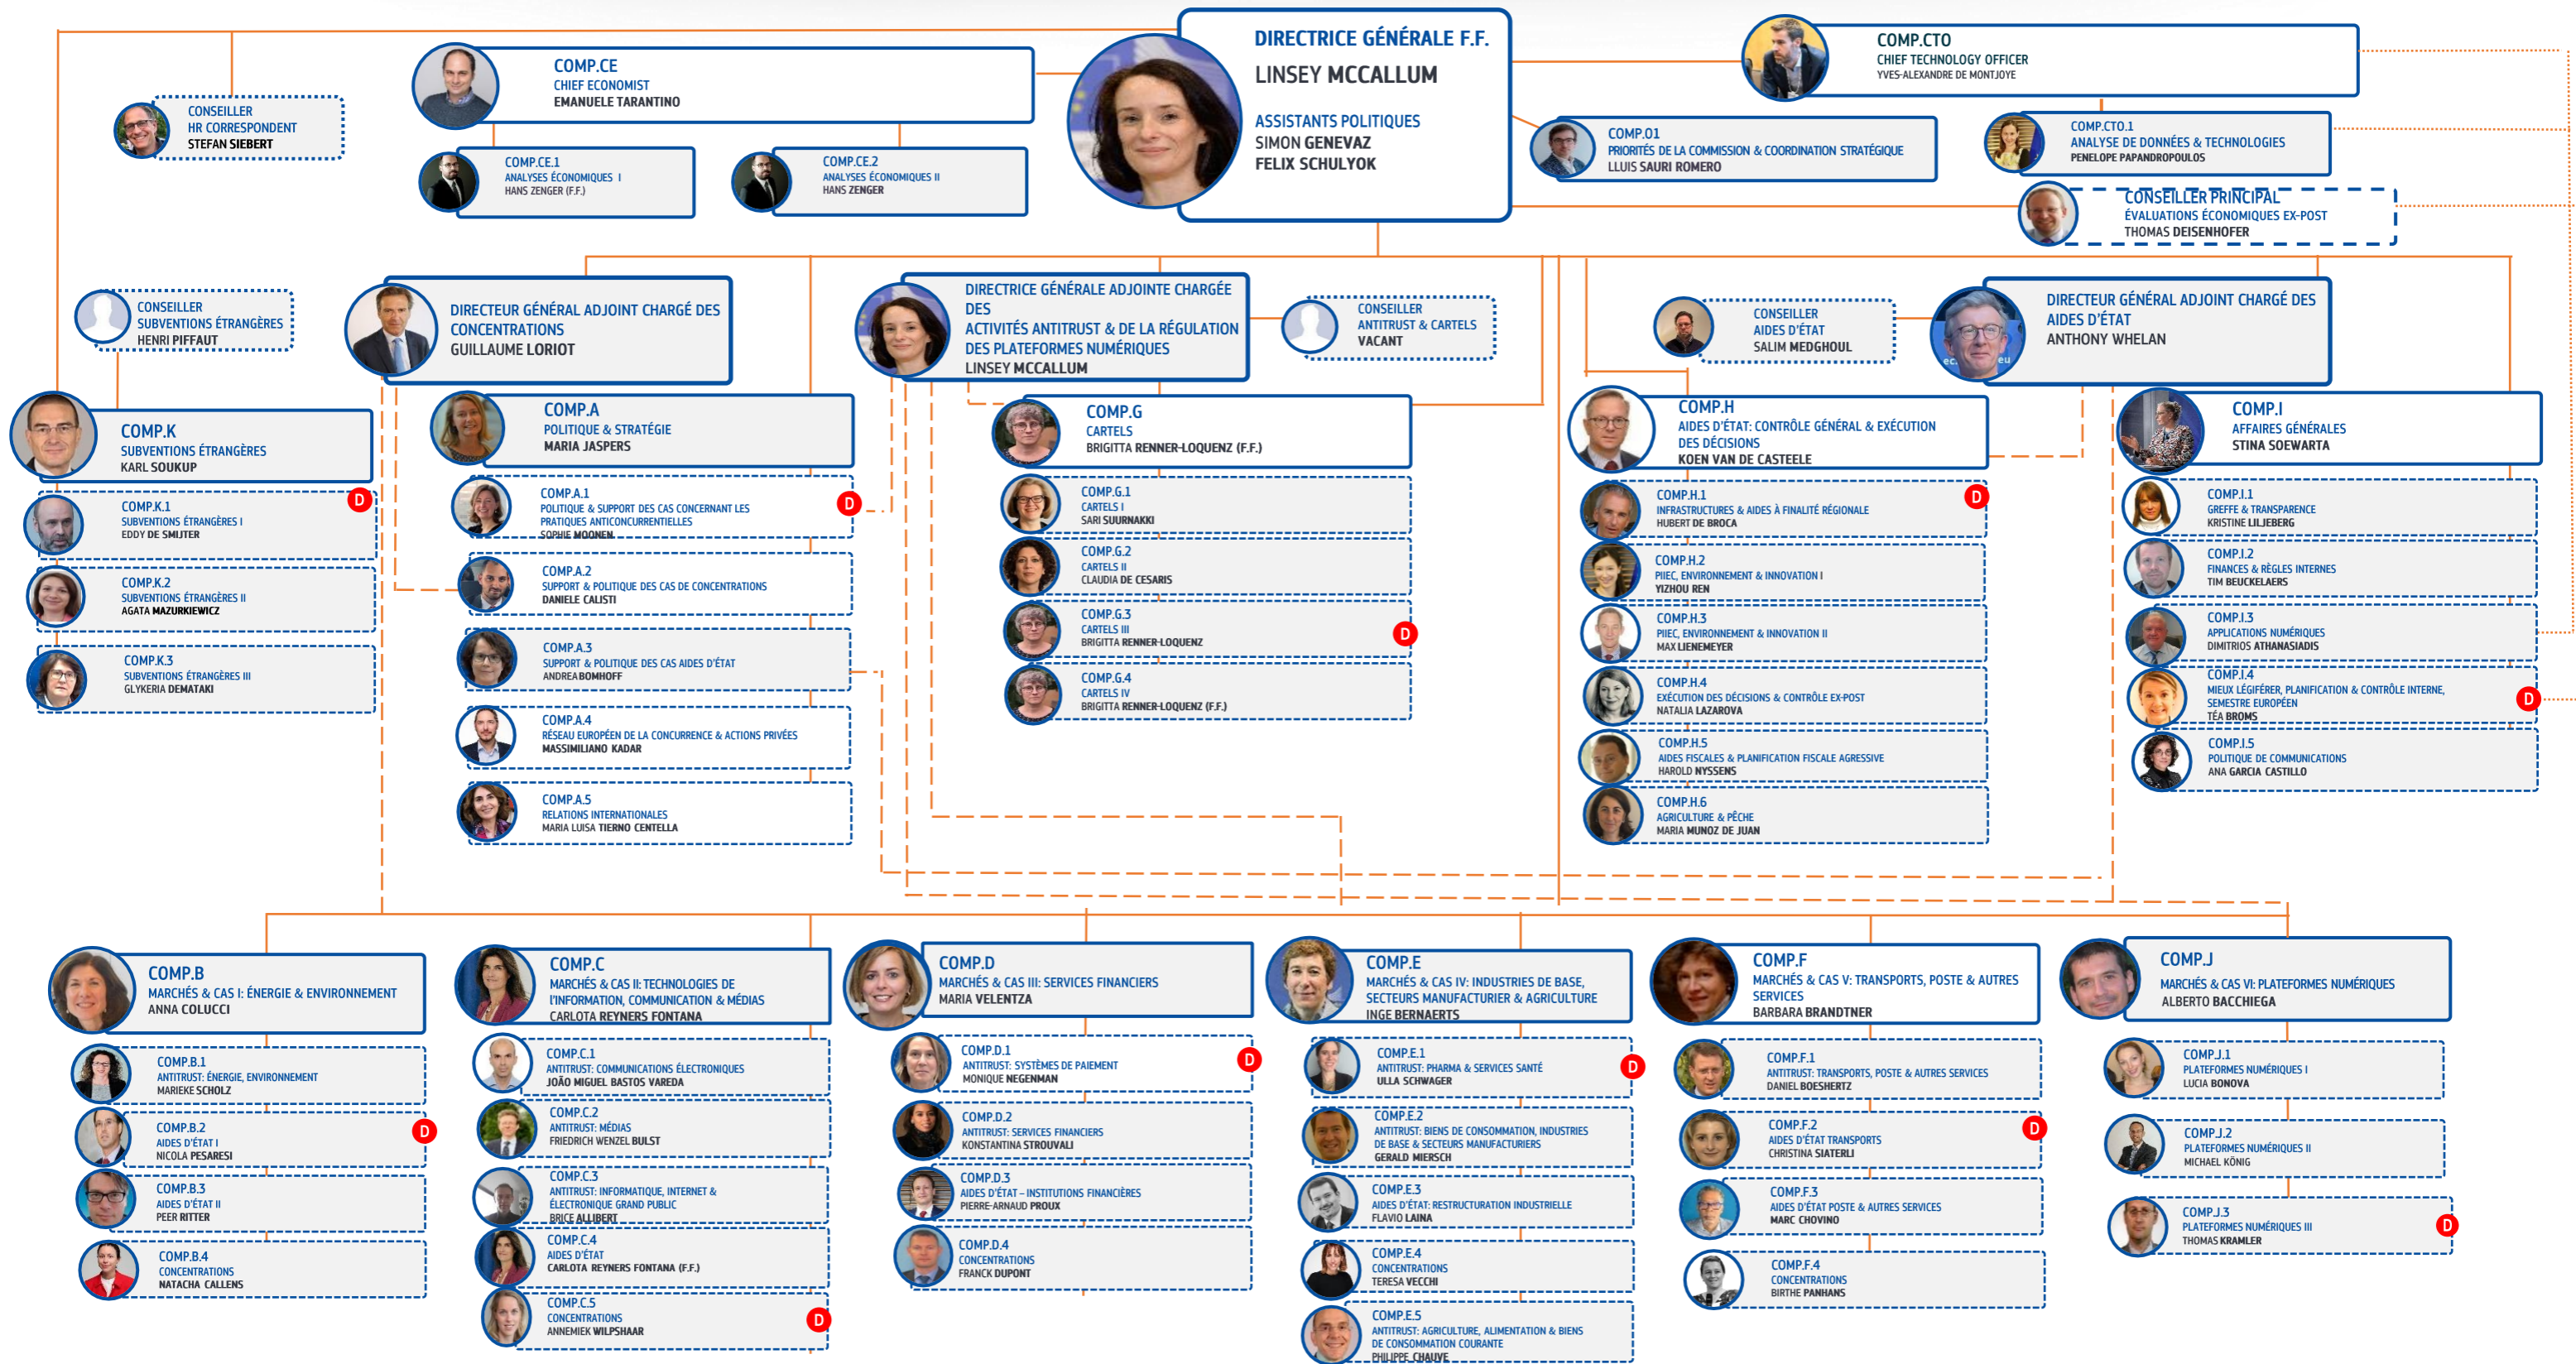 DIRECTRICE GÉNÉRALE F.F.
LINSEY MCCALLUM
ASSISTANTS POLITIQUES
SIMON GENEVAZ
FELIX SCHULYOK
COMP.CE
CHIEF ECONOMIST
EMANUELE TARANTINO
COMP.CTO
CHIEF TECHNOLOGY OFFICER
YVES-ALEXANDRE DE MONTJOYE
CONSEILLER
HR CORRESPONDENT
STEFAN SIEBERT
COMP.CE.1
ANALYSES ÉCONOMIQUES I
HANS ZENGER (F.F.)
COMP.CE.2
ANALYSES ÉCONOMIQUES II
HANS ZENGER
COMP.O1
PRIORITÉS DE LA COMMISSION & COORDINATION STRATÉGIQUE
LLUIS SAURI ROMERO
COMP.CTO.1
ANALYSE DE DONNÉES & TECHNOLOGIES
PENELOPE PAPANDROPOULOS
CONSEILLER PRINCIPAL
ÉVALUATIONS ÉCONOMIQUES EX-POST
THOMAS DEISENHOFER
CONSEILLER
SUBVENTIONS ÉTRANGÈRES
HENRI PIFFAUT
DIRECTEUR GÉNÉRAL ADJOINT CHARGÉ DES
CONCENTRATIONS
GUILLAUME LORIOT
DIRECTRICE GÉNÉRALE ADJOINTE CHARGÉE
DES
ACTIVITÉS ANTITRUST & DE LA RÉGULATION
DES PLATEFORMES NUMÉRIQUES
LINSEY MCCALLUM
CONSEILLER
ANTITRUST & CARTELS
VACANT
CONSEILLER
AIDES D'ÉTAT
SALIM MEDGHOUL
ec eu
DIRECTEUR GÉNÉRAL ADJOINT CHARGÉ DES
AIDES D'ÉTAT
ANTHONY WHELAN
COMP.K
SUBVENTIONS ÉTRANGÈRES
KARL SOUKUP
COMP.K.1
SUBVENTIONS ÉTRANGÈRES I
EDDY DE SMIJTER
D
COMP.K.2
SUBVENTIONS ÉTRANGÈRES II
AGATA MAZURKIEWICZ
COMP.K.3
SUBVENTIONS ÉTRANGÈRES III
GLYKERIA DEMATAKI
COMP.A
POLITIQUE & STRATÉGIE
MARIA JASPERS
COMP.A.1
POLITIQUE & SUPPORT DES CAS CONCERNANT LES
PRATIQUES ANTICONCURRENTIELLES
SOPHIE MOONEN
D
COMP.A.2
SUPPORT & POLITIQUE DES CAS DE CONCENTRATIONS
DANIELE CALISTI
COMP.A.3
SUPPORT & POLITIQUE DES CAS AIDES D'ÉTAT
ANDREA BOMHOFF
COMP.A.4
RÉSEAU EUROPÉEN DE LA CONCURRENCE & ACTIONS PRIVÉES
MASSIMILIANO KADAR
COMP.A.5
RELATIONS INTERNATIONALES
MARIA LUISA TIERNO CENTELLA
COMP.G
CARTELS
BRIGITTA RENNER-LOQUENZ (F.F.)
COMP.G.1
CARTELS I
SARI SUURNAKKI
COMP.G.2
CARTELS II
CLAUDIA DE CESARIS
COMP.G.3
CARTELS III
BRIGITTA RENNER-LOQUENZ
D
COMP.G.4
CARTELS IV
BRIGITTA RENNER-LOQUENZ (F.F.)
COMP.H
AIDES D'ÉTAT: CONTRÔLE GÉNÉRAL & EXÉCUTION
DES DÉCISIONS
KOEN VAN DE CASTEELE
COMP.H.1
INFRASTRUCTURES & AIDES À FINALITÉ RÉGIONALE
HUBERT DE BROCA
D
COMP.H.2
PIIEC, ENVIRONNEMENT & INNOVATION I
YIZHOU REN
COMP.H.3
PIIEC, ENVIRONNEMENT & INNOVATION II
MAX LIENEMEYER
COMP.H.4
EXÉCUTION DES DÉCISIONS & CONTRÔLE EX-POST
NATALIA LAZAROVA
COMP.H.5
AIDES FISCALES & PLANIFICATION FISCALE AGRESSIVE
HAROLD NYSSENS
COMP.H.6
AGRICULTURE & PÊCHE
MARIA MUNOZ DE JUAN
COMP.I
AFFAIRES GÉNÉRALES
STINA SOEWARTA
COMP.I.1
GREFFE & TRANSPARENCE
KRISTINE LILJEBERG
COMP.I.2
FINANCES & RÈGLES INTERNES
TIM BEUCKELAERS
COMP.I.3
APPLICATIONS NUMÉRIQUES
DIMITRIOS ATHANASIADIS
COMP.I.4
MIEUX LÉGIFÉRER, PLANIFICATION & CONTRÔLE INTERNE,
SEMESTRE EUROPÉEN
TÉA BROMS
D
COMP.I.5
POLITIQUE DE COMMUNICATIONS
ANA GARCIA CASTILLO
COMP.B
MARCHÉS & CAS I: ÉNERGIE & ENVIRONNEMENT
ANNA COLUCCI
COMP.B.1
ANTITRUST: ÉNERGIE, ENVIRONNEMENT
MARIEKE SCHOLZ
COMP.B.2
AIDES D'ÉTAT I
NICOLA PESARESI
D
COMP.B.3
AIDES D'ÉTAT II
PEER RITTER
COMP.B.4
CONCENTRATIONS
NATACHA CALLENS
COMP.C
MARCHÉS & CAS II: TECHNOLOGIES DE
l'INFORMATION, COMMUNICATION & MÉDIAS
CARLOTA REYNERS FONTANA
COMP.C.1
ANTITRUST: COMMUNICATIONS ÉLECTRONIQUES
JOÃO MIGUEL BASTOS VAREDA
COMP.C.2
ANTITRUST: MÉDIAS
FRIEDRICH WENZEL BULST
COMP.C.3
ANTITRUST: INFORMATIQUE, INTERNET &
ÉLECTRONIQUE GRAND PUBLIC
BRICE ALLIBERT
COMP.C.4
AIDES D'ÉTAT
CARLOTA REYNERS FONTANA (F.F.)
COMP.C.5
CONCENTRATIONS
ANNEMIEK WILPSHAAR
D
COMP.D
MARCHÉS & CAS III: SERVICES FINANCIERS
MARIA VELENTZA
COMP.D.1
ANTITRUST: SYSTÈMES DE PAIEMENT
MONIQUE NEGENMAN
D
COMP.D.2
ANTITRUST: SERVICES FINANCIERS
KONSTANTINA STROUVALI
COMP.D.3
AIDES D'ÉTAT – INSTITUTIONS FINANCIÈRES
PIERRE-ARNAUD PROUX
COMP.D.4
CONCENTRATIONS
FRANCK DUPONT
COMP.E
MARCHÉS & CAS IV: INDUSTRIES DE BASE,
SECTEURS MANUFACTURIER & AGRICULTURE
INGE BERNAERTS
COMP.E.1
ANTITRUST: PHARMA & SERVICES SANTÉ
ULLA SCHWAGER
D
COMP.E.2
ANTITRUST: BIENS DE CONSOMMATION, INDUSTRIES
DE BASE & SECTEURS MANUFACTURIERS
GERALD MIERSCH
COMP.E.3
AIDES D'ÉTAT: RESTRUCTURATION INDUSTRIELLE
FLAVIO LAINA
COMP.E.4
CONCENTRATIONS
TERESA VECCHI
COMP.E.5
ANTITRUST: AGRICULTURE, ALIMENTATION & BIENS
DE CONSOMMATION COURANTE
PHILIPPE CHAUVE
COMP.F
MARCHÉS & CAS V: TRANSPORTS, POSTE & AUTRES
SERVICES
BARBARA BRANDTNER
COMP.F.1
ANTITRUST: TRANSPORTS, POSTE & AUTRES SERVICES
DANIEL BOESHERTZ
COMP.F.2
AIDES D'ÉTAT TRANSPORTS
CHRISTINA SIATERLI
D
COMP.F.3
AIDES D'ÉTAT POSTE & AUTRES SERVICES
MARC CHOVINO
COMP.F.4
CONCENTRATIONS
BIRTHE PANHANS
COMP.J
MARCHÉS & CAS VI: PLATEFORMES NUMÉRIQUES
ALBERTO BACCHIEGA
COMP.J.1
PLATEFORMES NUMÉRIQUES I
LUCIA BONOVA
COMP.J.2
PLATEFORMES NUMÉRIQUES II
MICHAEL KÖNIG
COMP.J.3
PLATEFORMES NUMÉRIQUES III
THOMAS KRAMLER
D